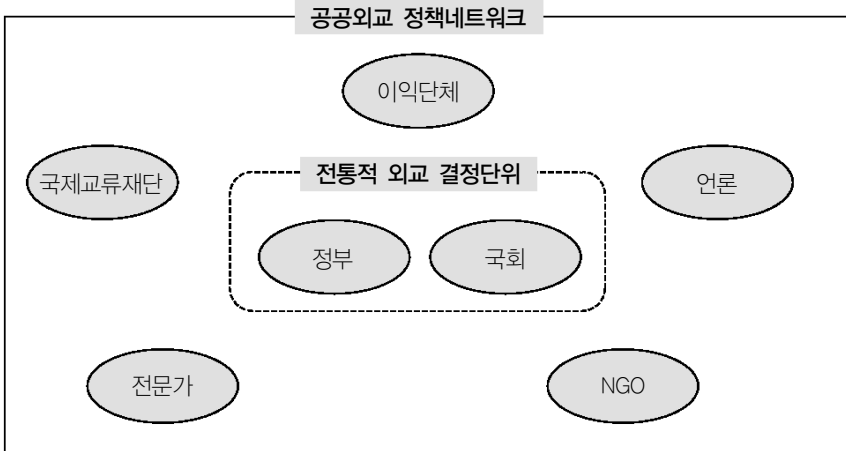 공공외교 정책네트워크
이익단체
국제교류재단
전통적 외교 결정단위
언론
정부
국회
전문가
NGO